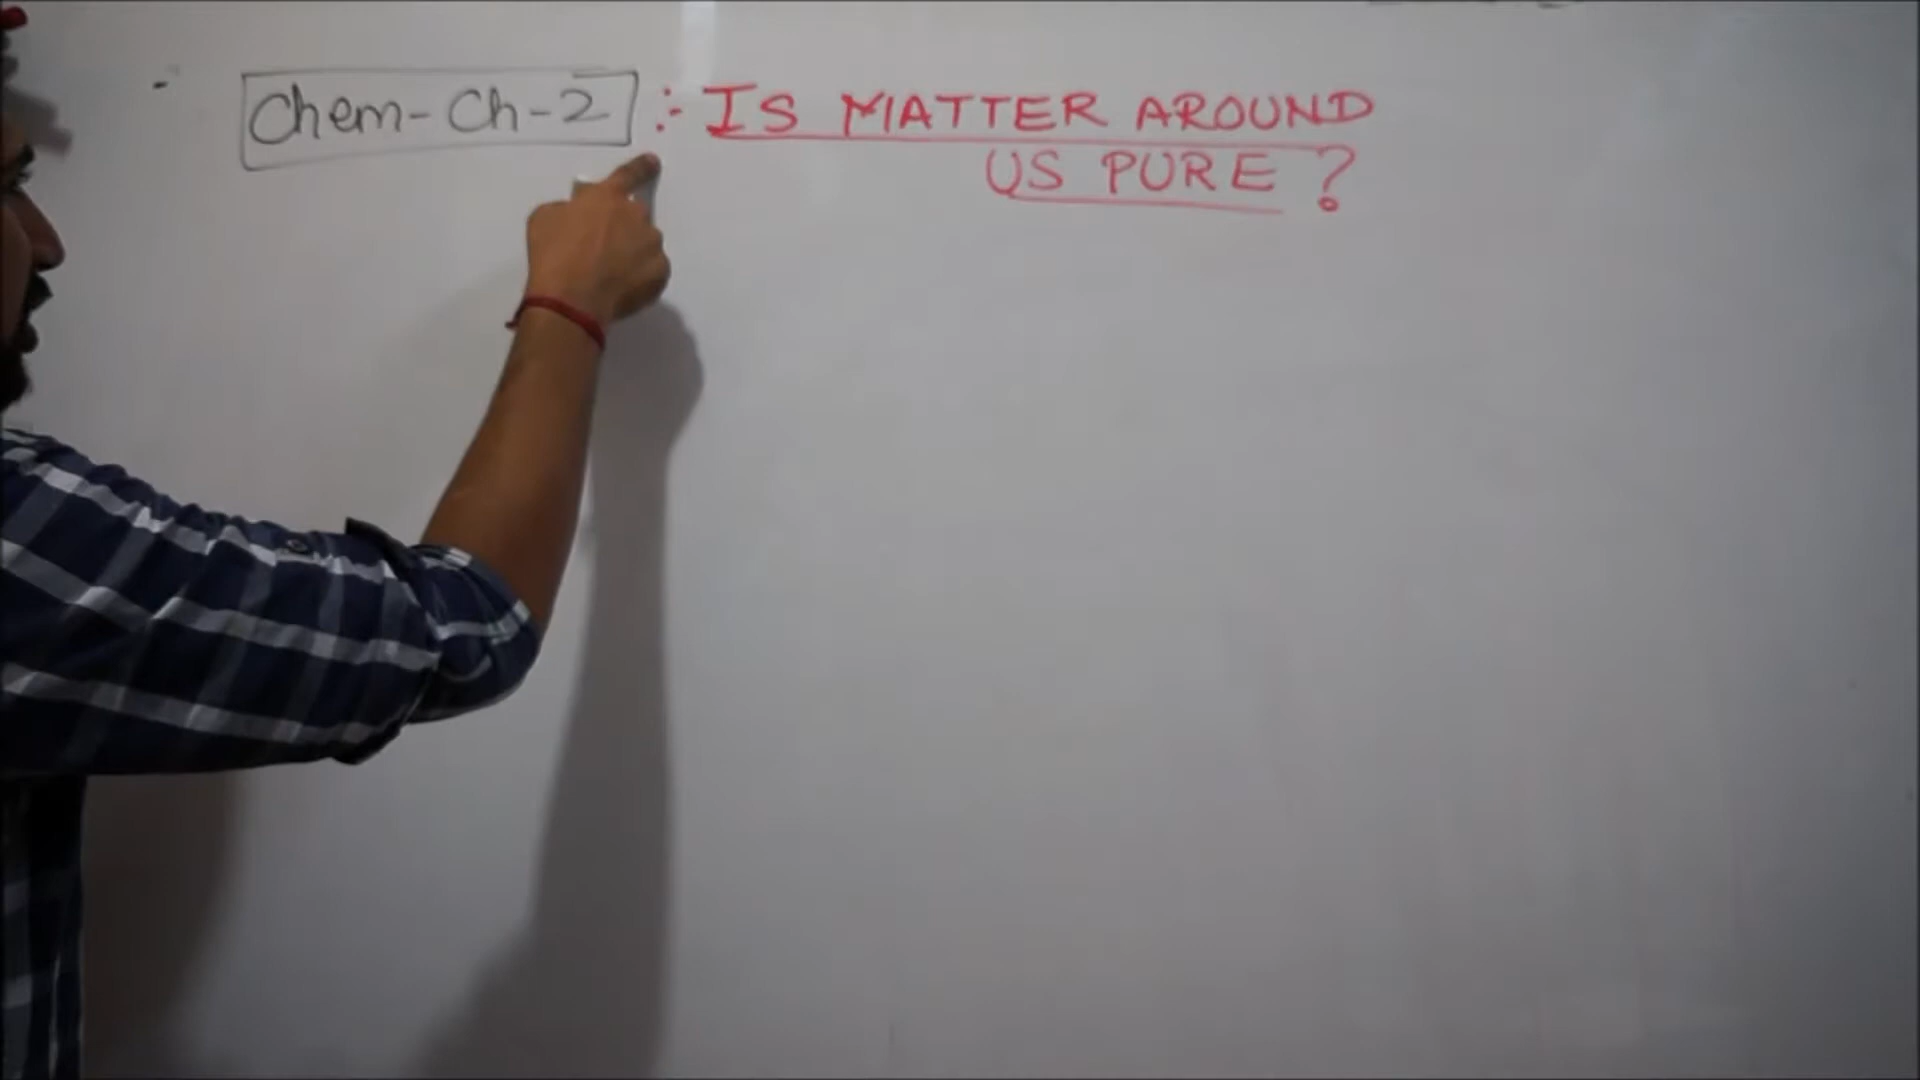 Chem-Ch-2 :- IS MATTER AROUND
US PURE ?